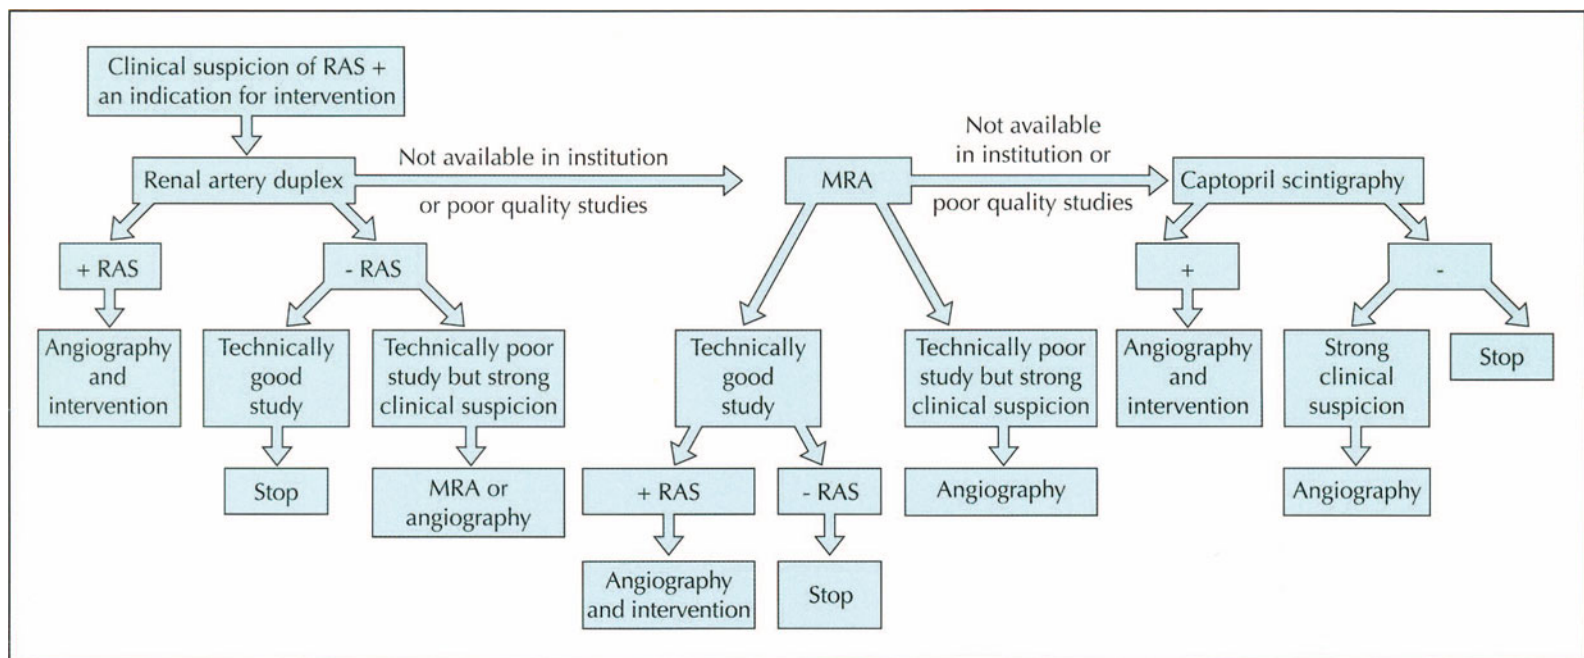 Clinical suspicion of RAS +
an indication for intervention
Renal artery duplex
Not available in institution
or poor quality studies
MRA
Not available
in institution or
poor quality studies
Captopril scintigraphy
+ RAS
- RAS
+
-
Angiography
and
intervention
Technically
good
study
Technically poor
study but strong
clinical suspicion
Technically
good
study
Technically poor
study but strong
clinical suspicion
Angiography
and
intervention
Strong
clinical
suspicion
Stop
Stop
MRA or
angiography
+ RAS
- RAS
Angiography
Angiography
Angiography
and intervention
Stop